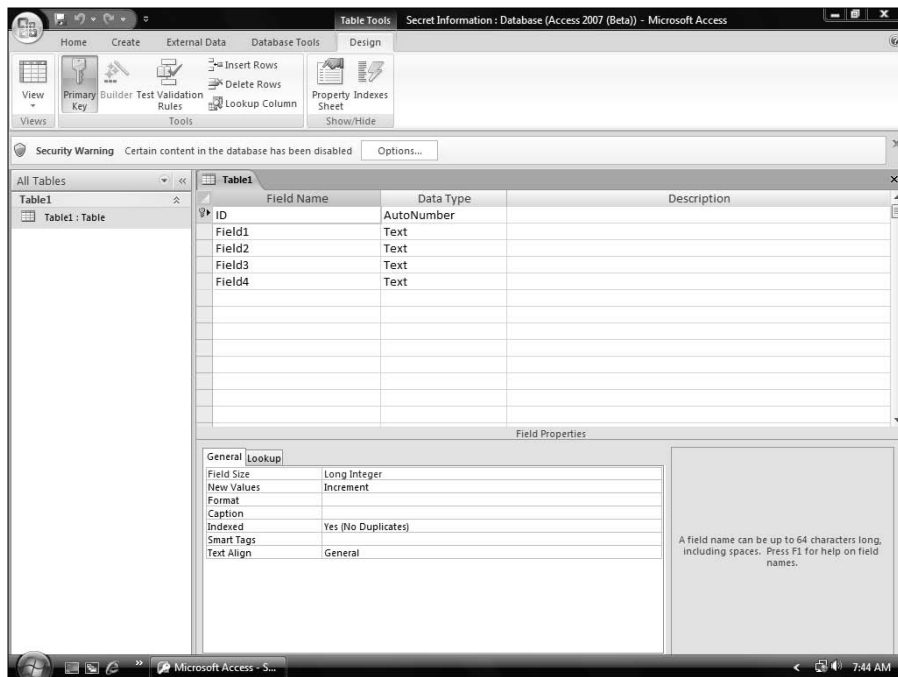 Table Tools Secret Information : Database (Access 2007 (Beta)) - Microsoft Access
Home Create External Data Database Tools Design
View
Primary Key
Builder
Test Validation Rules
Insert Rows
Delete Rows
Lookup Column
Property Sheet
Indexes
Views Tools Show/Hide
Security Warning Certain content in the database has been disabled Options...
All Tables
Table1
Table1 : Table
Table1
Field Name Data Type Description
ID AutoNumber
Field1 Text
Field2 Text
Field3 Text
Field4 Text
Field Properties
General Lookup
Field Size Long Integer
New Values Increment
Format
Caption
Indexed Yes (No Duplicates)
Smart Tags
Text Align General
A field name can be up to 64 characters long,
including spaces. Press F1 for help on field
names.
Microsoft Access - S... 7:44 AM